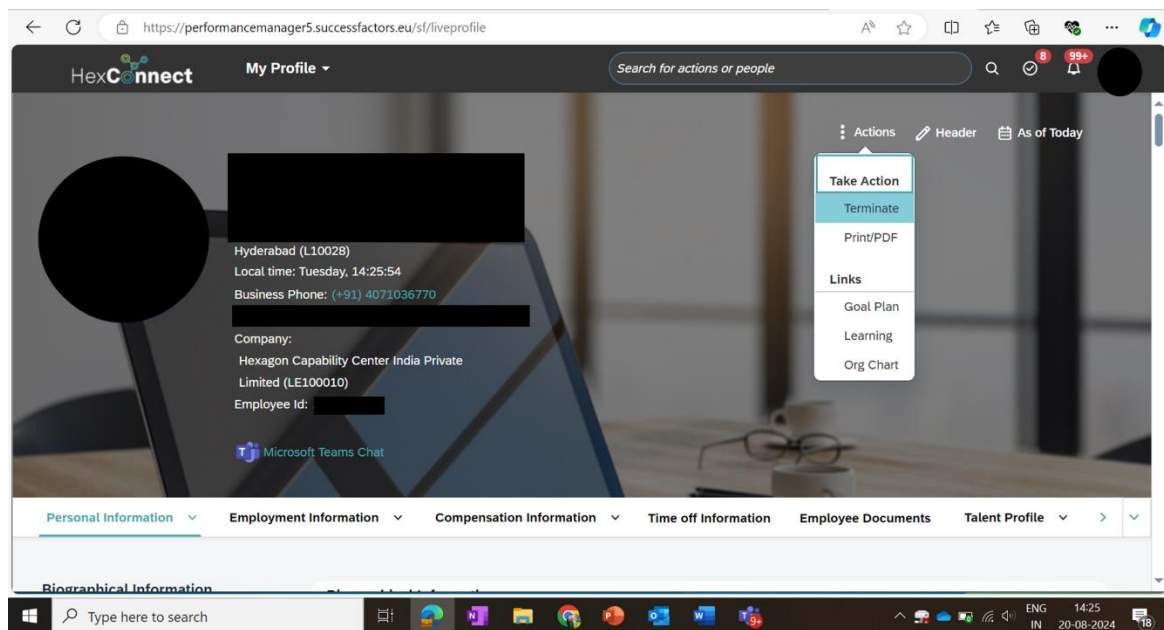 https://performancemanager5.successfactors.eu/sf/liveprofile
HexConnect
My Profile
Search for actions or people
8
99+
Actions
Header
As of Today
Take Action
Terminate
Print/PDF
Links
Goal Plan
Learning
Org Chart
Hyderabad (L10028)
Local time: Tuesday, 14:25:54
Business Phone: (+91) 4071036770
Company:
Hexagon Capability Center India Private
Limited (LE100010)
Employee Id:
Microsoft Teams Chat
Personal Information
Employment Information
Compensation Information
Time off Information
Employee Documents
Talent Profile
Biographical Information
Type here to search
9+
ENG
IN
14:25
20-08-2024
18